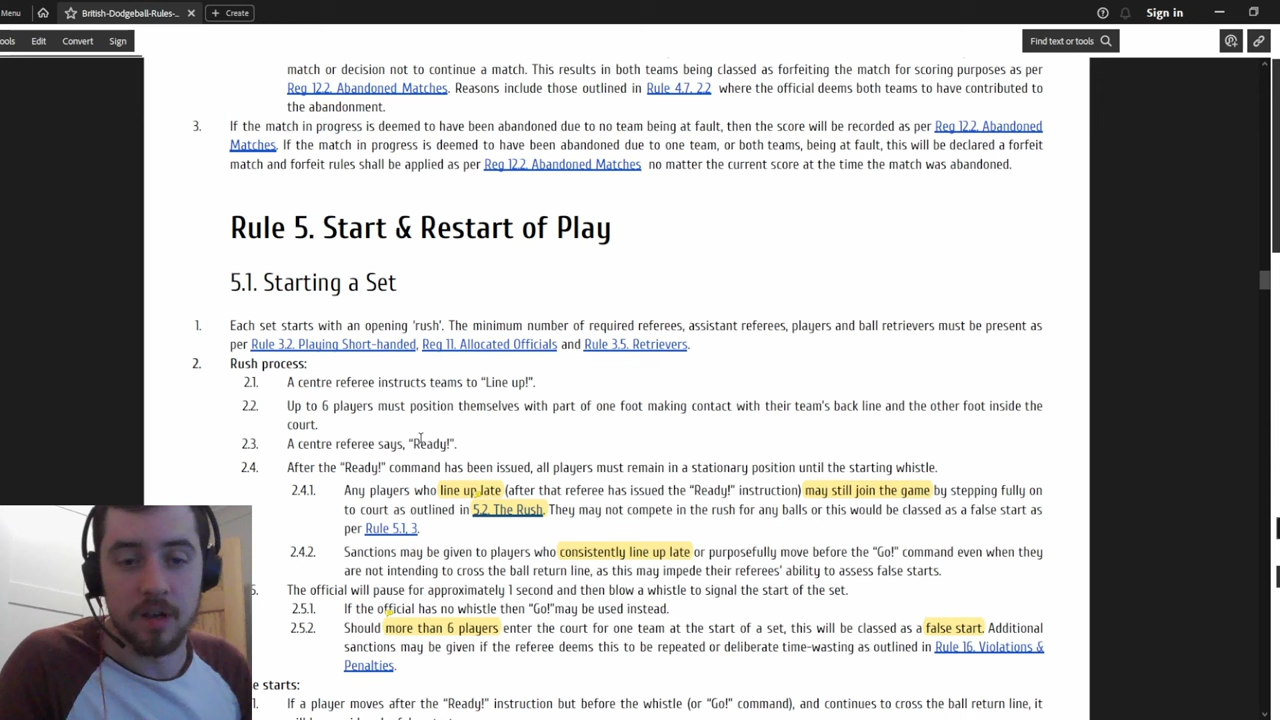 Menu
British-Dodgeball-Rules-...
Create
Sign in
ools
Edit
Convert
Sign
Find text or tools
match or decision not to continue a match. This results in both teams being classed as forfeiting the match for scoring purposes as per
Reg 12.2. Abandoned Matches. Reasons include those outlined in Rule 4.7, 2.2 where the official deems both teams to have contributed to
the abandonment.
3. If the match in progress is deemed to have been abandoned due to no team being at fault, then the score will be recorded as per Reg 12.2. Abandoned
Matches. If the match in progress is deemed to have been abandoned due to one team, or both teams, being at fault, this will be declared a forfeit
match and forfeit rules shall be applied as per Reg 12.2. Abandoned Matches no matter the current score at the time the match was abandoned.
Rule 5. Start & Restart of Play
5.1. Starting a Set
1. Each set starts with an opening ‘rush’. The minimum number of required referees, assistant referees, players and ball retrievers must be present as
per Rule 3.2. Playing Short-handed, Reg 11. Allocated Officials and Rule 3.5. Retrievers.
2. Rush process:
2.1. A centre referee instructs teams to “Line up!”.
2.2. Up to 6 players must position themselves with part of one foot making contact with their team’s back line and the other foot inside the
court.
2.3. A centre referee says, “Ready!”.
2.4. After the “Ready!” command has been issued, all players must remain in a stationary position until the starting whistle.
2.4.1. Any players who line up late (after that referee has issued the “Ready!” instruction) may still join the game by stepping fully on
to court as outlined in 5.2. The Rush. They may not compete in the rush for any balls or this would be classed as a false start as
per Rule 5.1, 3.
2.4.2. Sanctions may be given to players who consistently line up late or purposefully move before the “Go!” command even when they
are not intending to cross the ball return line, as this may impede their referees’ ability to assess false starts.
5. The official will pause for approximately 1 second and then blow a whistle to signal the start of the set.
2.5.1. If the official has no whistle then “Go!”may be used instead.
2.5.2. Should more than 6 players enter the court for one team at the start of a set, this will be classed as a false start. Additional
sanctions may be given if the referee deems this to be repeated or deliberate time-wasting as outlined in Rule 16. Violations &
Penalties.
e starts:
1. If a player moves after the “Ready!” instruction but before the whistle (or “Go!” command), and continues to cross the ball return line, it